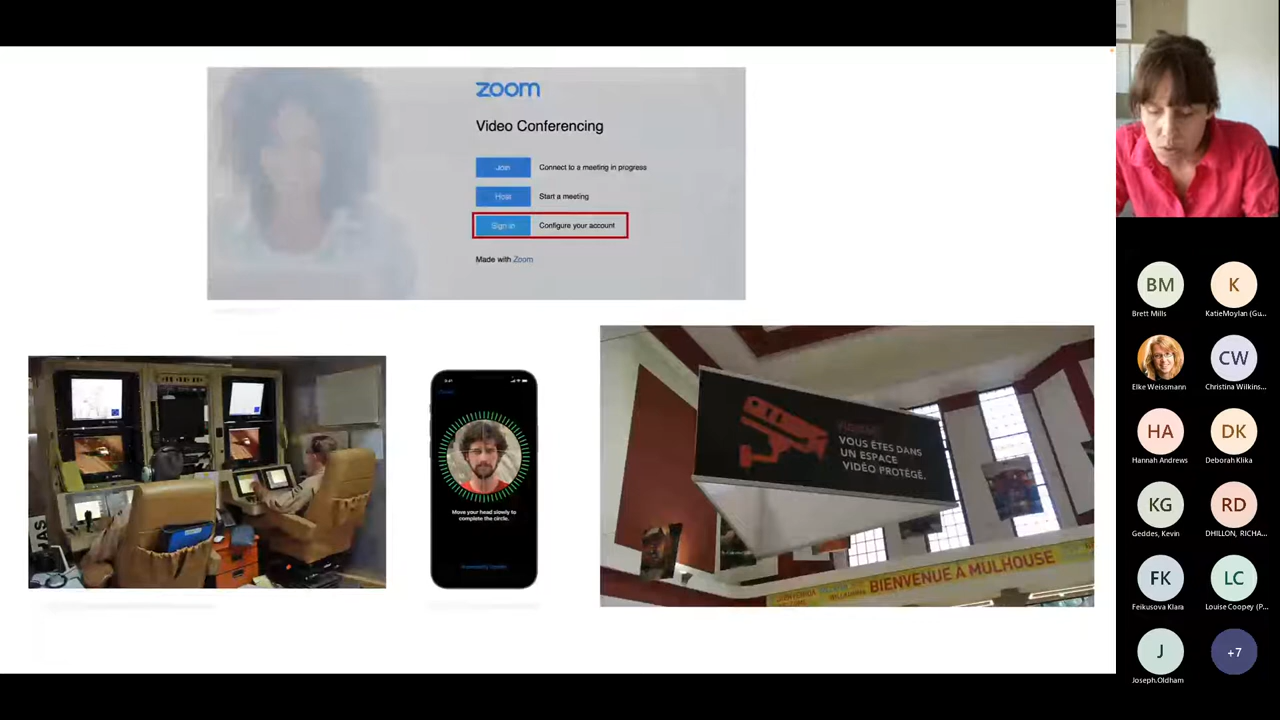 zoom
Video Conferencing
Join Connect to a meeting in progress
Host Start a meeting
Sign in Configure your account
Made with Zoom
Move your head slowly to
complete the circle.
VOUS ÊTES DANS
UN ESPACE
VIDÉO PROTÉGÉ.
BIENVENUE À MULHOUSE
BM
Brett Mills
K
KatieMoylan (Gu...
Elke Weissmann
CW
Christina Wilkins...
HA
Hannah Andrews
DK
Deborah Klika
KG
Geddes, Kevin
RD
DHILLON, RICHA...
FK
Feikusova Klara
LC
Louise Coopey (P...
J
Joseph.Oldham
+7